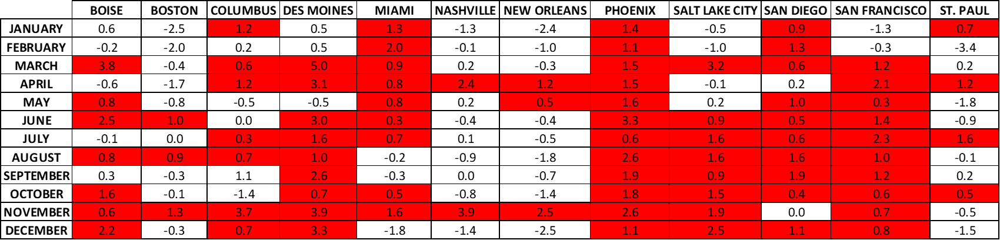 BOISE BOSTON COLUMBUS DES MOINES MIAMI NASHVILLE NEW ORLEANS PHOENIX SALT LAKE CITY SAN DIEGO SAN FRANCISCO ST. PAUL
JANUARY 0.6 -2.5 1.2 0.5 1.3 -1.3 -2.4 1.4 -0.5 0.9 -1.3 0.7
FEBRUARY -0.2 -2.0 0.2 0.5 2.0 -0.1 -1.0 1.1 -1.0 1.3 -0.3 -3.4
MARCH 3.8 -0.4 0.6 5.0 0.9 0.2 -0.3 1.5 3.2 0.6 1.2 0.2
APRIL -0.6 -1.7 1.2 3.1 0.8 2.4 1.2 1.5 -0.1 0.2 2.1 1.2
MAY 0.8 -0.8 -0.5 -0.5 0.8 0.2 0.5 1.6 0.2 1.0 0.3 -1.8
JUNE 2.5 1.0 0.0 3.0 0.3 -0.4 -0.4 3.3 0.9 0.5 1.4 -0.9
JULY -0.1 0.0 0.3 1.6 0.7 0.1 -0.5 0.6 1.6 0.6 2.3 1.6
AUGUST 0.8 0.9 0.7 1.0 -0.2 -0.9 -1.8 2.6 1.6 1.6 1.0 -0.1
SEPTEMBER 0.3 -0.3 1.1 2.6 -0.3 0.0 -0.7 1.9 0.9 1.9 1.2 0.2
OCTOBER 1.6 -0.1 -1.4 0.7 0.5 -0.8 -1.4 1.8 1.5 0.4 0.6 0.5
NOVEMBER 0.6 1.3 3.7 3.9 1.6 3.9 2.5 2.6 1.9 0.0 0.7 -0.5
DECEMBER 2.2 -0.3 0.7 3.3 -1.8 -1.4 -2.5 1.1 2.5 1.1 0.8 -1.5